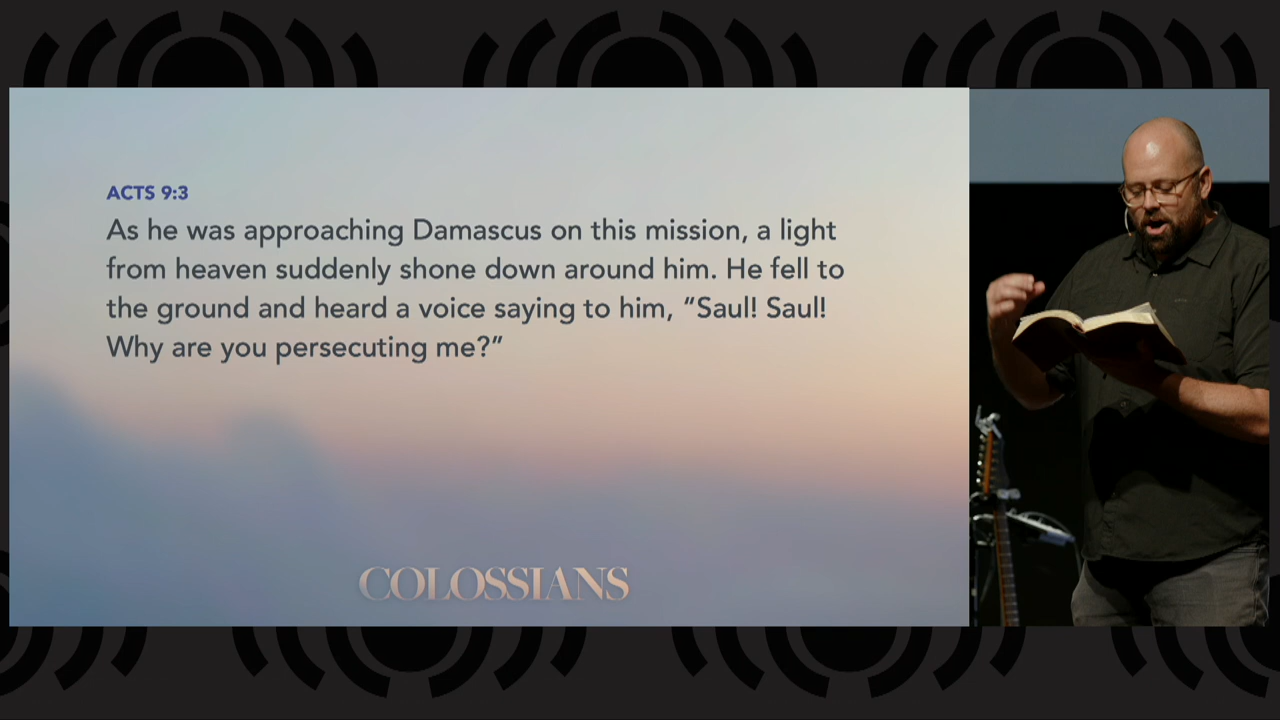 ACTS 9:3
As he was approaching Damascus on this mission, a light
from heaven suddenly shone down around him. He fell to
the ground and heard a voice saying to him, “Saul! Saul!
Why are you persecuting me?”
COLOSSIANS